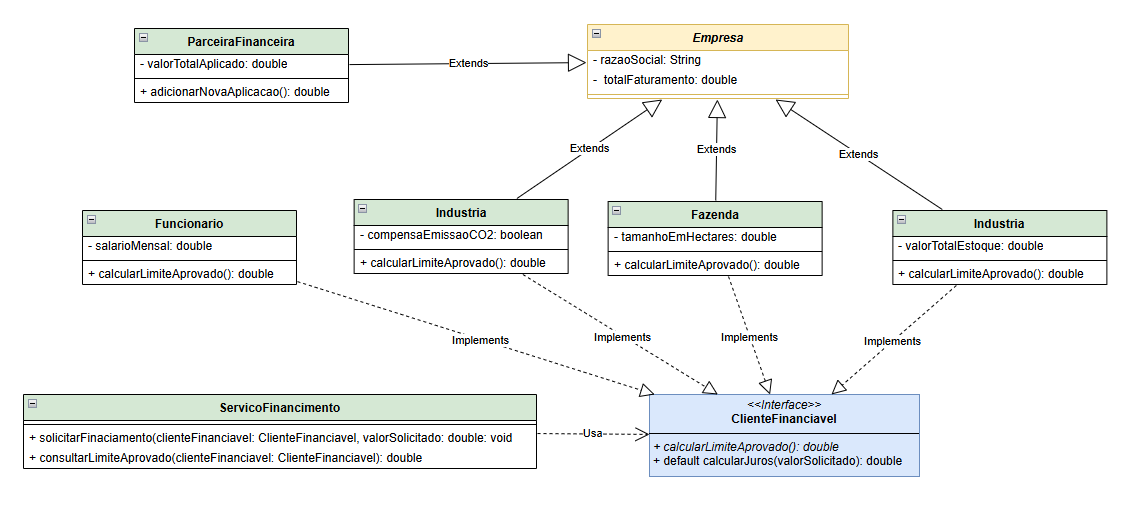 ParceiraFinanceira
- valorTotalAplicado: double
+ adicionarNovaAplicacao(): double
Extends
Empresa
- razaoSocial: String
- totalFaturamento: double
Extends
Extends
Extends
Funcionario
- salarioMensal: double
+ calcularLimiteAprovado(): double
Industria
- compensaEmissaoCO2: boolean
+ calcularLimiteAprovado(): double
Fazenda
- tamanhoEmHectares: double
+ calcularLimiteAprovado(): double
Industria
- valorTotalEstoque: double
+ calcularLimiteAprovado(): double
Implements
Implements
Implements
Implements
ServicoFinancimento
+ solicitarFinaciamento(clienteFinanciavel: ClienteFinanciavel, valorSolicitado: double: void
+ consultarLimiteAprovado(clienteFinanciavel: ClienteFinanciavel): double
Usa
<<Interface>>
ClienteFinanciavel
+ calcularLimiteAprovado(): double
+ default calcularJuros(valorSolicitado): double